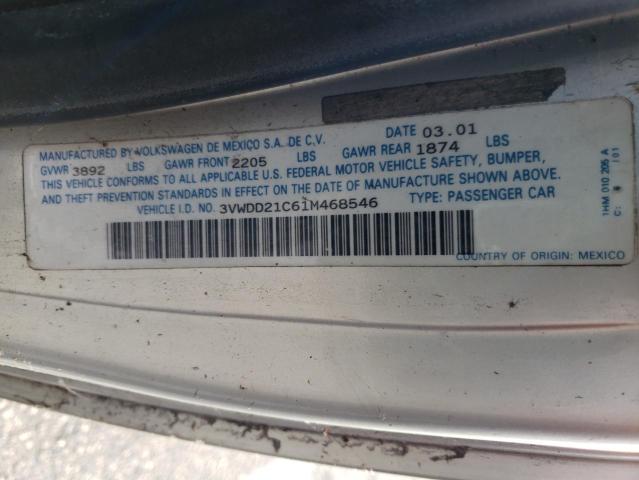 MANUFACTURED BY VOLKSWAGEN DE MEXICO S.A. DE C.V. DATE 03.01
GVWR 3892 LBS GAWR FRONT 2205 LBS GAWR REAR 1874 LBS
THIS VEHICLE CONFORMS TO ALL APPLICABLE U.S. FEDERAL MOTOR VEHICLE SAFETY, BUMPER,
AND THEFT PREVENTION STANDARDS IN EFFECT ON THE DATE OF MANUFACTURE SHOWN ABOVE.
VEHICLE I.D. NO. 3VWDD21C61M468546 TYPE: PASSENGER CAR
COUNTRY OF ORIGIN: MEXICO
1HM 010 205 A